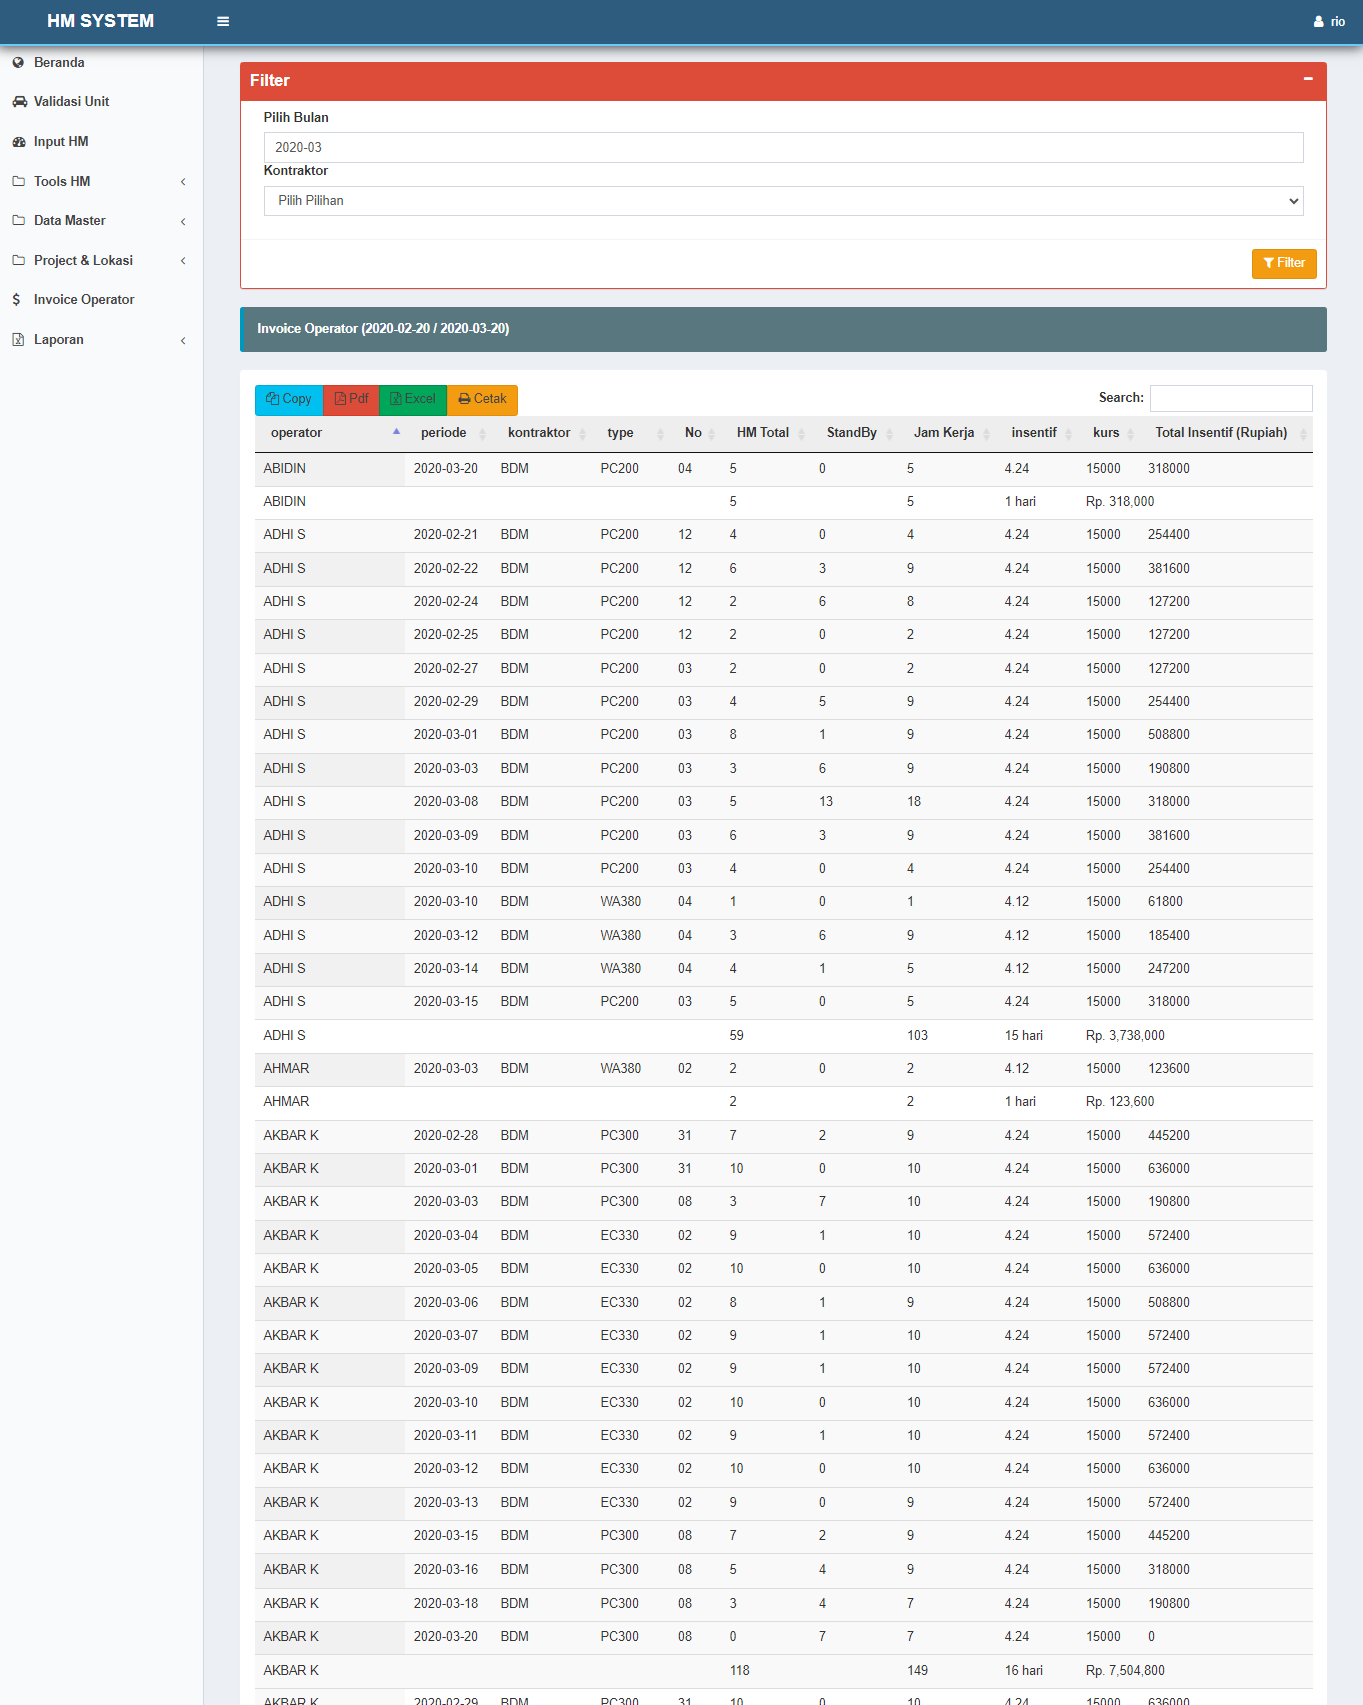 HM SYSTEM
rio
Beranda
Validasi Unit
Input HM
Tools HM
Data Master
Project & Lokasi
Invoice Operator
Laporan
Filter
Pilih Bulan
2020-03
Kontraktor
Pilih Pilihan
Filter
Invoice Operator (2020-02-20 / 2020-03-20)
Copy Pdf Excel Cetak Search:
operator periode kontraktor type No HM Total StandBy Jam Kerja insentif kurs Total Insentif (Rupiah)
ABIDIN 2020-03-20 BDM PC200 04 5 0 5 4.24 15000 318000
ABIDIN 5 5 1 hari Rp. 318,000
ADHI S 2020-02-21 BDM PC200 12 4 0 4 4.24 15000 254400
ADHI S 2020-02-22 BDM PC200 12 6 3 9 4.24 15000 381600
ADHI S 2020-02-24 BDM PC200 12 2 6 8 4.24 15000 127200
ADHI S 2020-02-25 BDM PC200 12 2 0 2 4.24 15000 127200
ADHI S 2020-02-27 BDM PC200 03 2 0 2 4.24 15000 127200
ADHI S 2020-02-29 BDM PC200 03 4 5 9 4.24 15000 254400
ADHI S 2020-03-01 BDM PC200 03 8 1 9 4.24 15000 508800
ADHI S 2020-03-03 BDM PC200 03 3 6 9 4.24 15000 190800
ADHI S 2020-03-08 BDM PC200 03 5 13 18 4.24 15000 318000
ADHI S 2020-03-09 BDM PC200 03 6 3 9 4.24 15000 381600
ADHI S 2020-03-10 BDM PC200 03 4 0 4 4.24 15000 254400
ADHI S 2020-03-10 BDM WA380 04 1 0 1 4.12 15000 61800
ADHI S 2020-03-12 BDM WA380 04 3 6 9 4.12 15000 185400
ADHI S 2020-03-14 BDM WA380 04 4 1 5 4.12 15000 247200
ADHI S 2020-03-15 BDM PC200 03 5 0 5 4.24 15000 318000
ADHI S 59 103 15 hari Rp. 3,738,000
AHMAR 2020-03-03 BDM WA380 02 2 0 2 4.12 15000 123600
AHMAR 2 2 1 hari Rp. 123,600
AKBAR K 2020-02-28 BDM PC300 31 7 2 9 4.24 15000 445200
AKBAR K 2020-03-01 BDM PC300 31 10 0 10 4.24 15000 636000
AKBAR K 2020-03-03 BDM PC300 08 3 7 10 4.24 15000 190800
AKBAR K 2020-03-04 BDM EC330 02 9 1 10 4.24 15000 572400
AKBAR K 2020-03-05 BDM EC330 02 10 0 10 4.24 15000 636000
AKBAR K 2020-03-06 BDM EC330 02 8 1 9 4.24 15000 508800
AKBAR K 2020-03-07 BDM EC330 02 9 1 10 4.24 15000 572400
AKBAR K 2020-03-09 BDM EC330 02 9 1 10 4.24 15000 572400
AKBAR K 2020-03-10 BDM EC330 02 10 0 10 4.24 15000 636000
AKBAR K 2020-03-11 BDM EC330 02 9 1 10 4.24 15000 572400
AKBAR K 2020-03-12 BDM EC330 02 10 0 10 4.24 15000 636000
AKBAR K 2020-03-13 BDM EC330 02 9 0 9 4.24 15000 572400
AKBAR K 2020-03-15 BDM PC300 08 7 2 9 4.24 15000 445200
AKBAR K 2020-03-16 BDM PC300 08 5 4 9 4.24 15000 318000
AKBAR K 2020-03-18 BDM PC300 08 3 4 7 4.24 15000 190800
AKBAR K 2020-03-20 BDM PC300 08 0 7 7 4.24 15000 0
AKBAR K 118 149 16 hari Rp. 7,504,800
AKBAR K 2020-02-29 BDM PC300 31 10 0 10 4.24 15000 636000